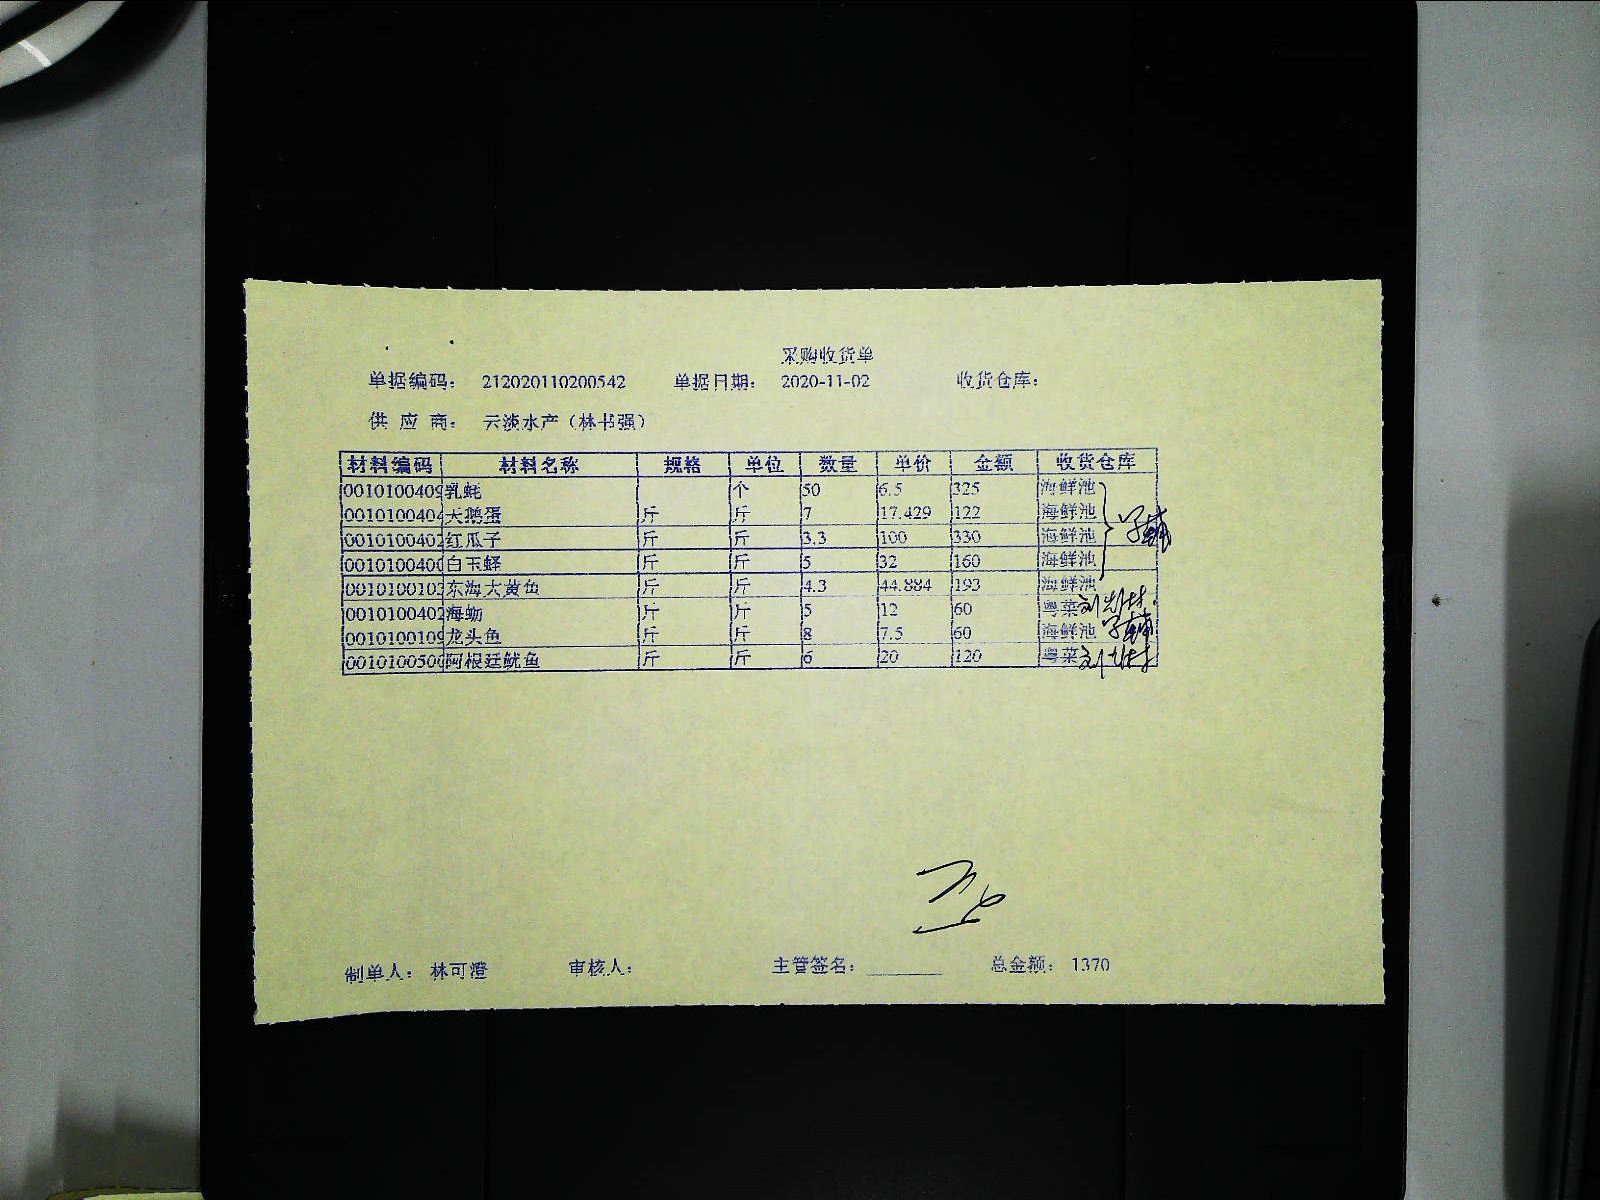 采购收货单
单据编码： 212020110200542 单据日期： 2020-11-02 收货仓库：
供 应 商： 云淡水产（林书强）
材料编码 材料名称 规格 单位 数量 单价 金额 收货仓库
0010100409 乳蚝 个 50 6.5 325 海鲜池
0010100404 天鹅蛋 斤 斤 7 17.429 122 海鲜池
0010100402 红瓜子 斤 斤 3.3 100 330 海鲜池
0010100400 白玉蛏 斤 斤 5 32 160 海鲜池
0010100103 东海大黄鱼 斤 斤 4.3 44.884 193 海鲜池
0010100402 海蛎 斤 斤 5 12 60 粤菜
0010100109 龙头鱼 斤 斤 8 7.5 60 海鲜池
0010100500 阿根廷鱿鱼 斤 斤 6 20 120 粤菜
制单人： 林可澄 审核人： 主管签名： 总金额： 1370